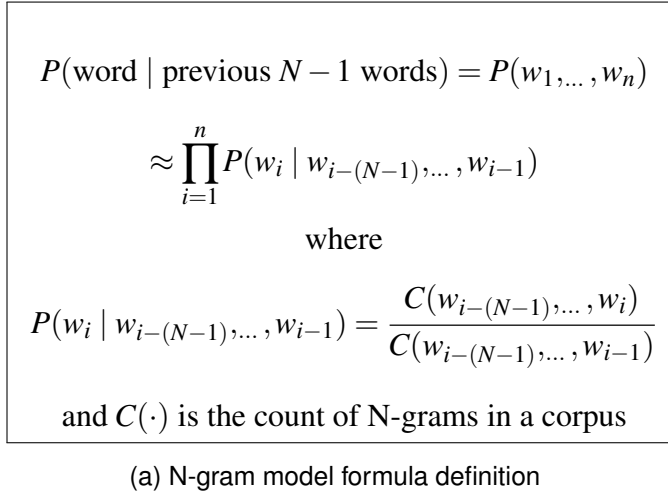 P(word | previous N − 1 words) = P(w₁,... , wₙ)
≈ ∏ⁿᵢ₌₁ P(wᵢ | wᵢ₋₍N₋₁₎,... , wᵢ₋₁)
where
P(wᵢ | wᵢ₋₍N₋₁₎,... , wᵢ₋₁) = C(wᵢ₋₍N₋₁₎,... , wᵢ) / C(wᵢ₋₍N₋₁₎,... , wᵢ₋₁)
and C(·) is the count of N-grams in a corpus
(a) N-gram model formula definition